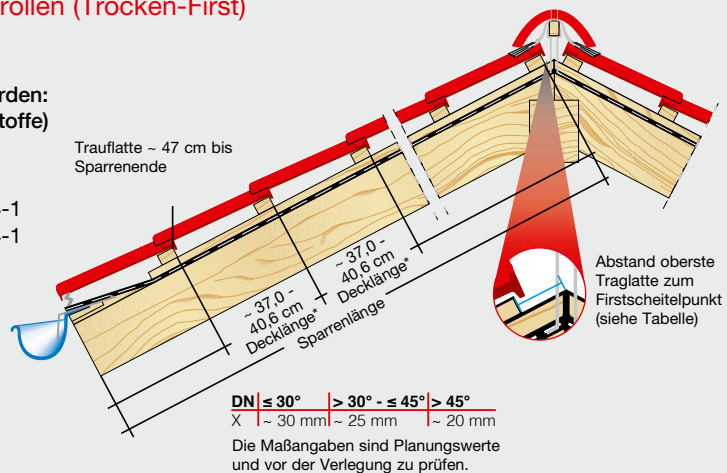 rollen (Trocken-First)
rden:
toffe)
Trauflatte ~ 47 cm bis
Sparrenende
-1
-1
~ 37,0 -
40,6 cm
Decklänge*
~ 37,0 -
40,6 cm
Decklänge*
Sparrenlänge
Abstand oberste
Traglatte zum
Firstscheitelpunkt
(siehe Tabelle)
DN ≤ 30° > 30° - ≤ 45° > 45°
X ~ 30 mm ~ 25 mm ~ 20 mm
Die Maßangaben sind Planungswerte
und vor der Verlegung zu prüfen.